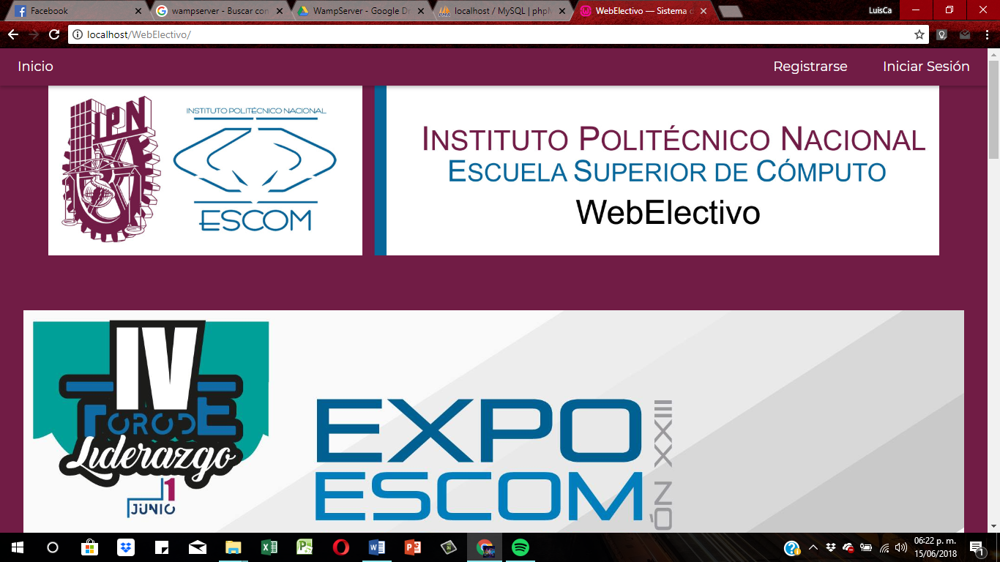 Facebook
wampserver - Buscar con
WampServer - Google Dr
localhost / MySQL | phpM
WebElectivo — Sistema d
LuisCa
localhost/WebElectivo/
Inicio
Registrarse
Iniciar Sesión
IPN
INSTITUTO POLITÉCNICO NACIONAL
ESCOM
INSTITUTO POLITÉCNICO NACIONAL
ESCUELA SUPERIOR DE CÓMPUTO
WebElectivo
IV
FORO DE
Liderazgo
1
JUNIO
EXPO
ESCOM
ÓN XXIII
06:22 p. m.
15/06/2018
1